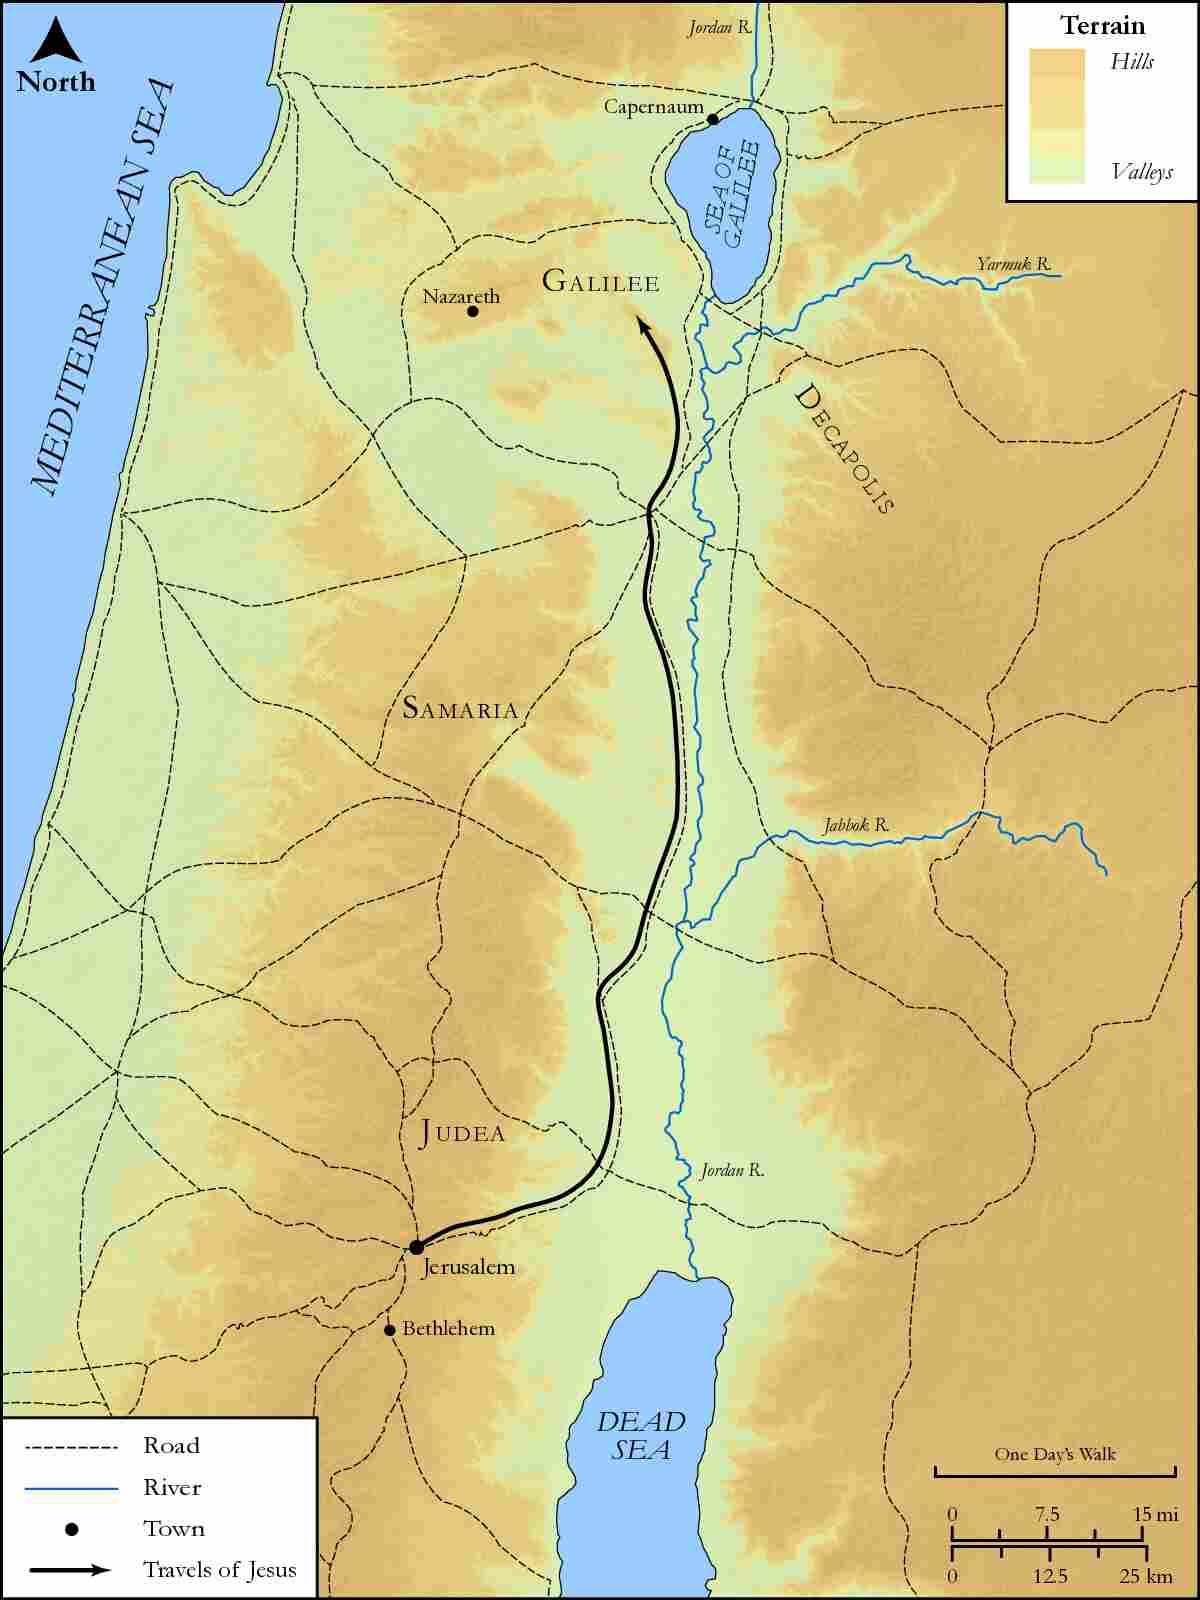 North
MEDITERRANEAN SEA
Jordan R.
Capernaum
SEA OF
GALILEE
Terrain
Hills
Valleys
Yarmuk R.
GALILEE
Nazareth
DECAPOLIS
SAMARIA
Jabbok R.
JUDEA
Jordan R.
Jerusalem
Bethlehem
DEAD
SEA
Road
River
Town
Travels of Jesus
One Day's Walk
0 7.5 15 mi
0 12.5 25 km